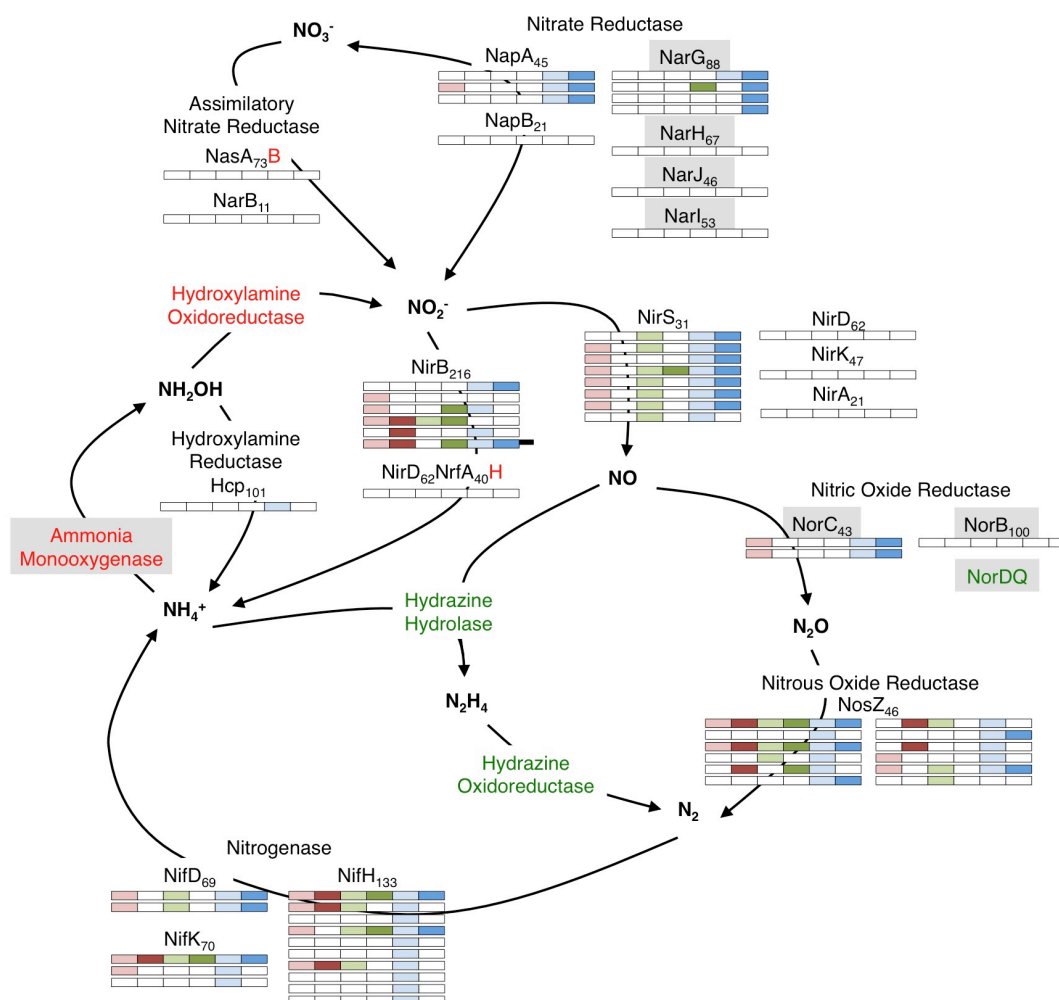 NO₃⁻
Nitrate Reductase
NapA₄₅
NarG₈₈
Assimilatory
Nitrate Reductase
NasA₇₃B
NarB₁₁
NapB₂₁
NarH₆₇
NarJ₄₆
NarI₅₃
Hydroxylamine
Oxidoreductase
NO₂⁻
NirS₃₁
NirD₆₂
NirK₄₇
NirA₂₁
NirB₂₁₆
NH₂OH
Hydroxylamine
Reductase
Hcp₁₀₁
NirD₆₂NrfA₄₀H
NO
Nitric Oxide Reductase
NorC₄₃
NorB₁₀₀
NorDQ
Ammonia
Monooxygenase
NH₄⁺
Hydrazine
Hydrolase
N₂O
N₂H₄
Nitrous Oxide Reductase
NosZ₄₆
Hydrazine
Oxidoreductase
N₂
Nitrogenase
NifD₆₉
NifH₁₃₃
NifK₇₀